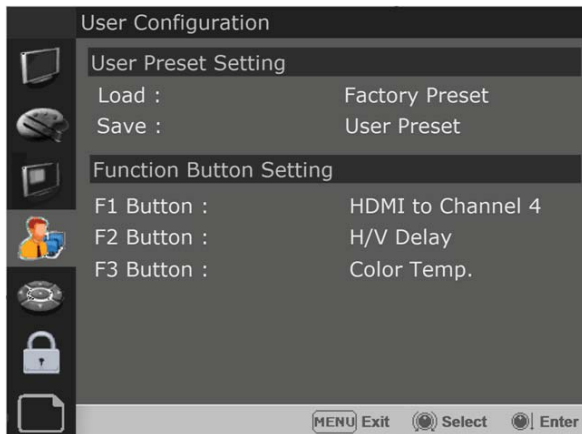 User Configuration
User Preset Setting
Load : Factory Preset
Save : User Preset
Function Button Setting
F1 Button : HDMI to Channel 4
F2 Button : H/V Delay
F3 Button : Color Temp.
MENU Exit Select Enter